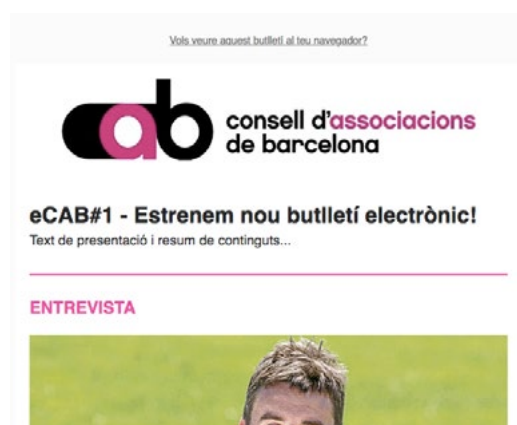 Vols veure aquest butlletí al teu navegador?
cab
consell d'associacions
de barcelona
eCAB#1 - Estrenem nou butlletí electrònic!
Text de presentació i resum de continguts...
ENTREVISTA